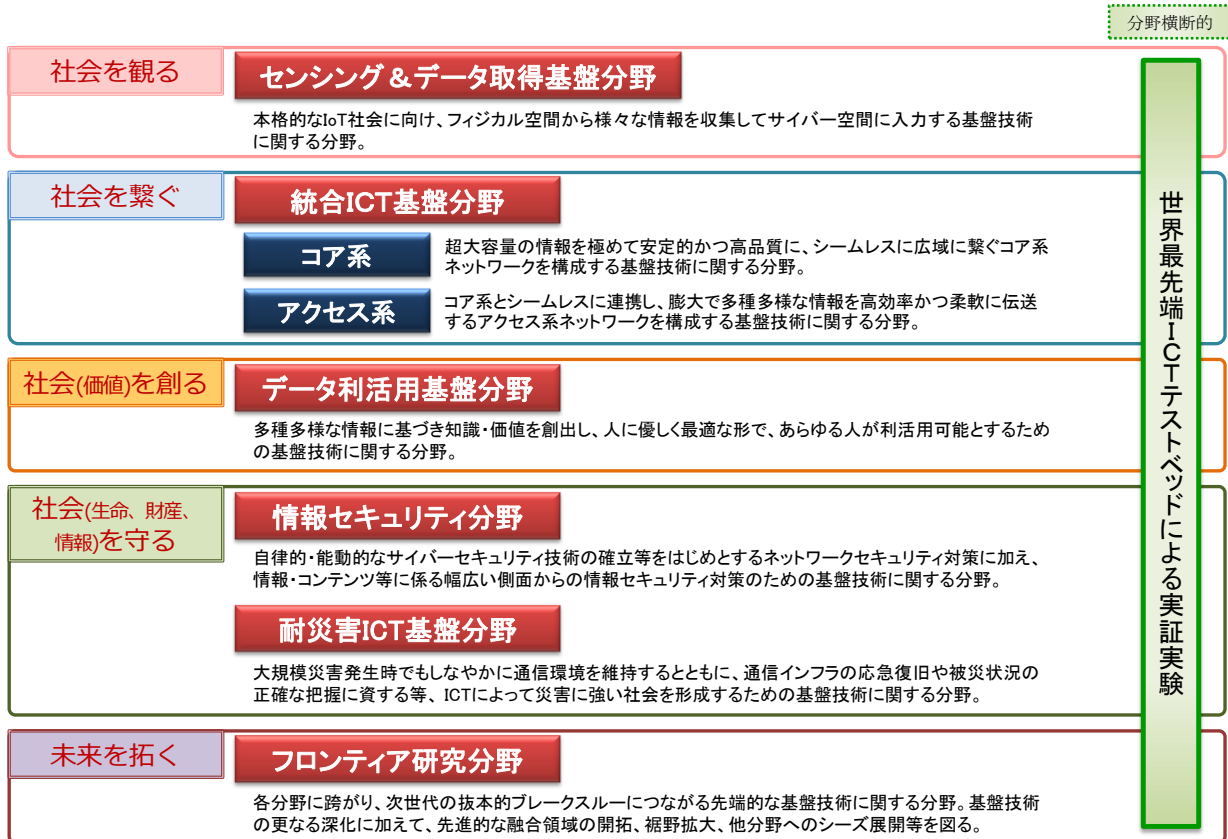 分野横断的
社会を観る
センシング＆データ取得基盤分野
本格的なIoT社会に向け、フィジカル空間から様々な情報を収集してサイバー空間に入力する基盤技術
に関する分野。
社会を繋ぐ
統合ICT基盤分野
コア系
超大容量の情報を極めて安定的かつ高品質に、シームレスに広域に繋ぐコア系
ネットワークを構成する基盤技術に関する分野。
アクセス系
コア系とシームレスに連携し、膨大で多種多様な情報を高効率かつ柔軟に伝送
するアクセス系ネットワークを構成する基盤技術に関する分野。
社会(価値)を創る
データ利活用基盤分野
多種多様な情報に基づき知識・価値を創出し、人に優しく最適な形で、あらゆる人が利活用可能とするため
の基盤技術に関する分野。
社会(生命、財産、
情報)を守る
情報セキュリティ分野
自律的・能動的なサイバーセキュリティ技術の確立等をはじめとするネットワークセキュリティ対策に加え、
情報・コンテンツ等に係る幅広い側面からの情報セキュリティ対策のための基盤技術に関する分野。
耐災害ICT基盤分野
大規模災害発生時でもしなやかに通信環境を維持するとともに、通信インフラの応急復旧や被災状況の
正確な把握に資する等、ICTによって災害に強い社会を形成するための基盤技術に関する分野。
未来を拓く
フロンティア研究分野
各分野に跨がり、次世代の抜本的ブレークスルーにつながる先端的な基盤技術に関する分野。基盤技術
の更なる深化に加えて、先進的な融合領域の開拓、裾野拡大、他分野へのシーズ展開等を図る。
世界最先端ICTテストベッドによる実証実験